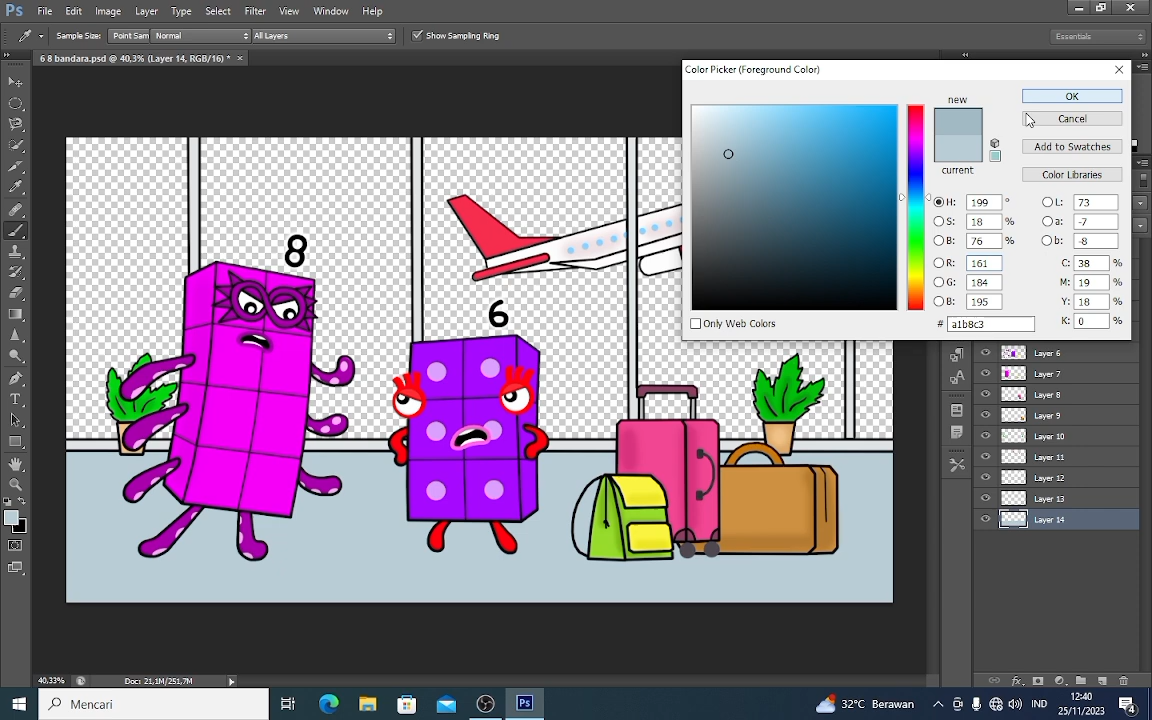 Ps File Edit Image Layer Type Select Filter View Window Help
Sample Size: Point Sam Normal All Layers Show Sampling Ring Essentials
6 8 bandara.psd @ 40,3% (Layer 14, RGB/16) * ×
Color Picker (Foreground Color)
new
OK
Cancel
Add to Swatches
current
Color Libraries
H: 199 ° L: 73
S: 18 % a: -7
B: 76 % b: -8
R: 161 C: 38 %
G: 184 M: 19 %
B: 195 Y: 18 %
Only Web Colors # a1b8c3 K: 0 %
8
6
Layer 6
Layer 7
Layer 8
Layer 9
Layer 10
Layer 11
Layer 12
Layer 13
Layer 14
40,33% Doc: 21,1M/251,7M
Mencari Ps 32°C Berawan IND 12:40
25/11/2023 4